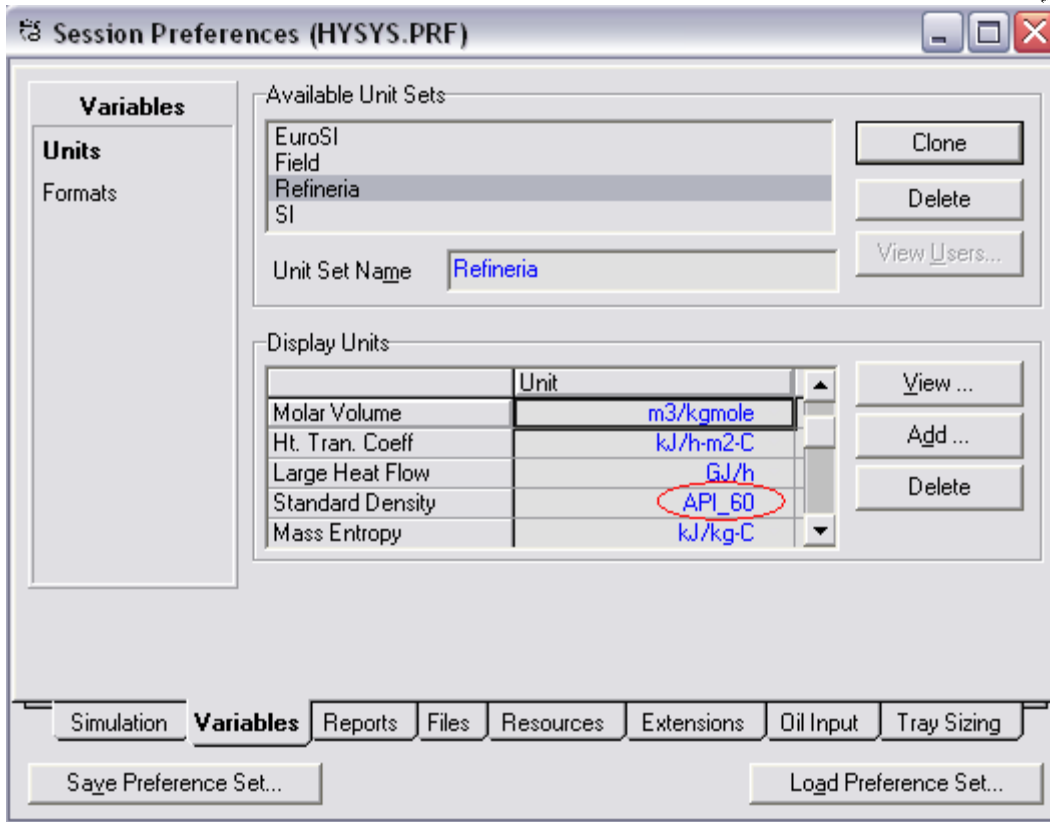 Session Preferences (HYSYS.PRF)
Variables
Units
Formats
Available Unit Sets
EuroSI
Field
Refineria
SI
Clone
Delete
View Users...
Unit Set Name Refineria
Display Units
Unit
Molar Volume m3/kgmole
Ht. Tran. Coeff kJ/h-m2-C
Large Heat Flow GJ/h
Standard Density API_60
Mass Entropy kJ/kg-C
View ...
Add ...
Delete
Simulation Variables Reports Files Resources Extensions Oil Input Tray Sizing
Save Preference Set... Load Preference Set...